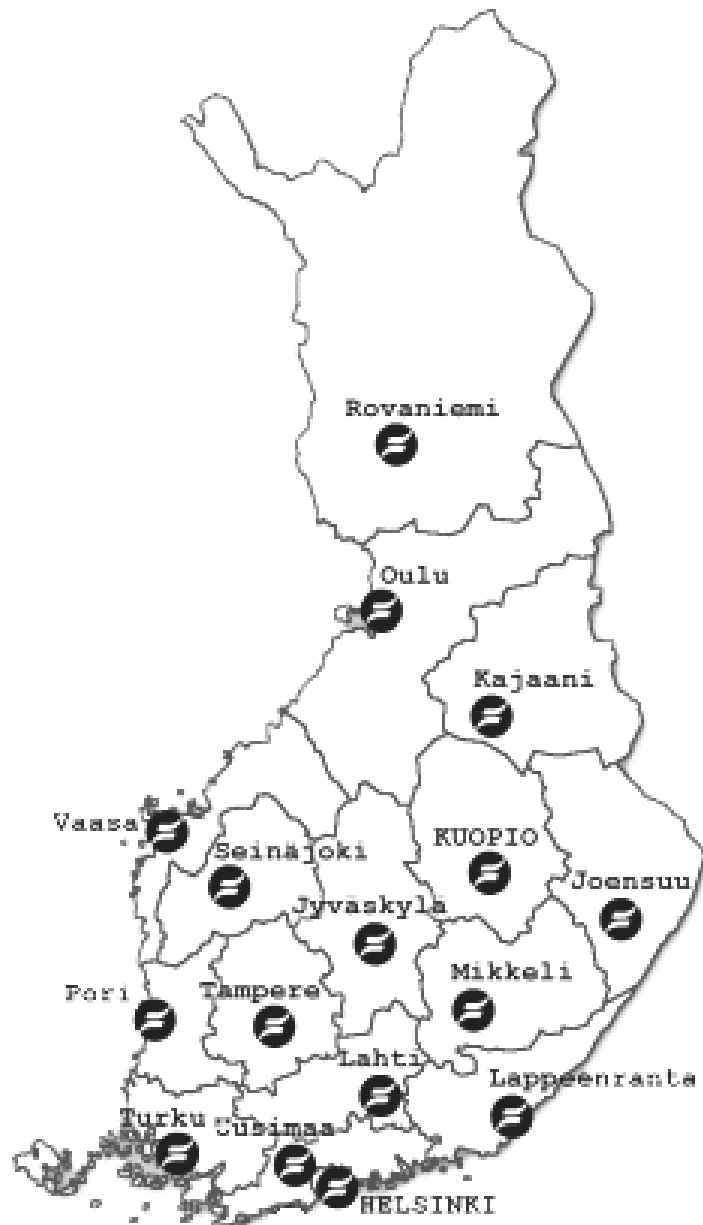 Rovaniemi
Oulu
Kajaani
Vaasa
Seinäjoki
KUOPIO
Joensuu
Jyväskylä
Mikkeli
Pori
Tampere
Lahti
Lappeenranta
Turku
Uusimaa
HELSINKI